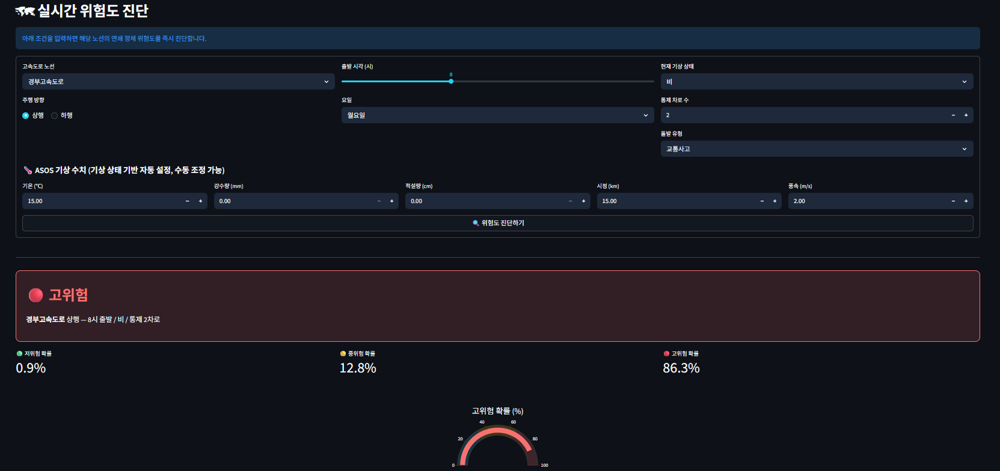 실시간 위험도 진단
아래 조건을 입력하면 해당 노선의 연쇄 정체 위험도를 즉시 진단합니다.
고속도로 노선
경부고속도로
주행 방향
상행 하행
출발 시각 (시)
8
요일
월요일
현재 기상 상태
비
통제 차로 수
2
돌발 유형
교통사고
ASOS 기상 수치 (기상 상태 기반 자동 설정, 수동 조정 가능)
기온 (°C)
15.00
강수량 (mm)
0.00
적설량 (cm)
0.00
시정 (km)
15.00
풍속 (m/s)
2.00
위험도 진단하기
고위험
경부고속도로 상행 — 8시 출발 / 비 / 통제 2차로
저위험 확률
0.9%
중위험 확률
12.8%
고위험 확률
86.3%
고위험 확률 (%)
0
20
40
60
80
100